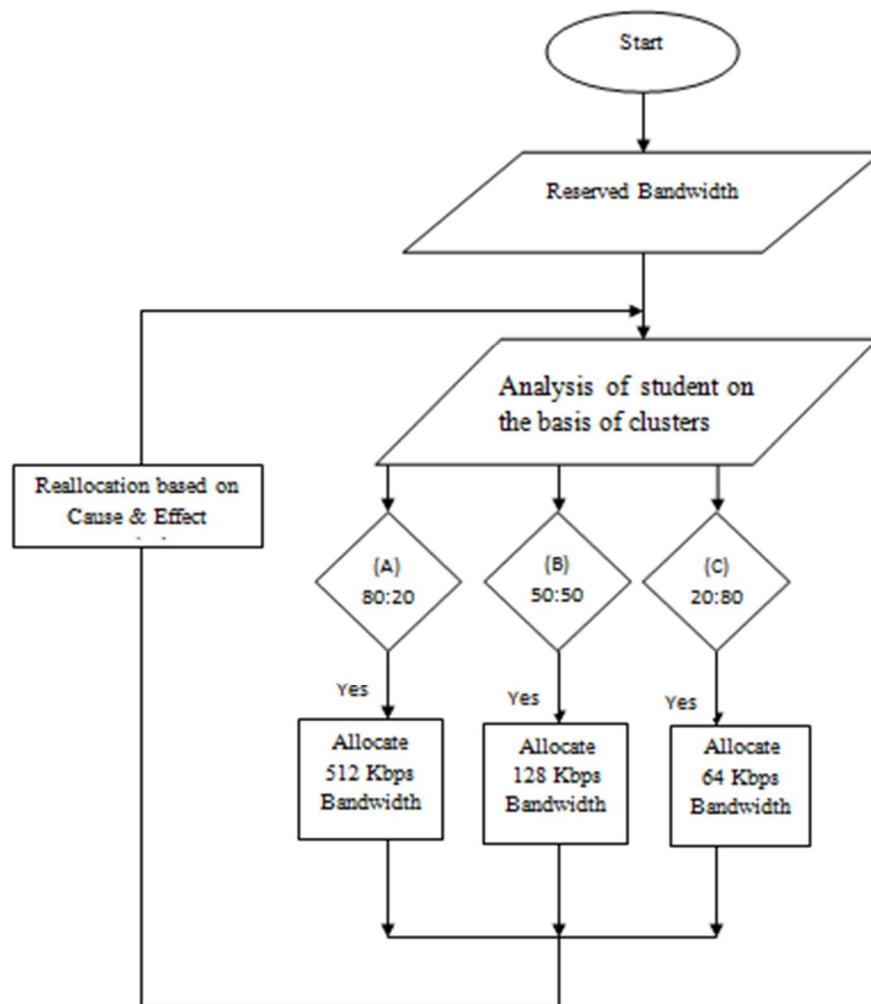 Start
Reserved Bandwidth
Analysis of student on
the basis of clusters
Reallocation based on
Cause & Effect
(A)
80:20
(B)
50:50
(C)
20:80
Yes
Yes
Yes
Allocate
512 Kbps
Bandwidth
Allocate
128 Kbps
Bandwidth
Allocate
64 Kbps
Bandwidth